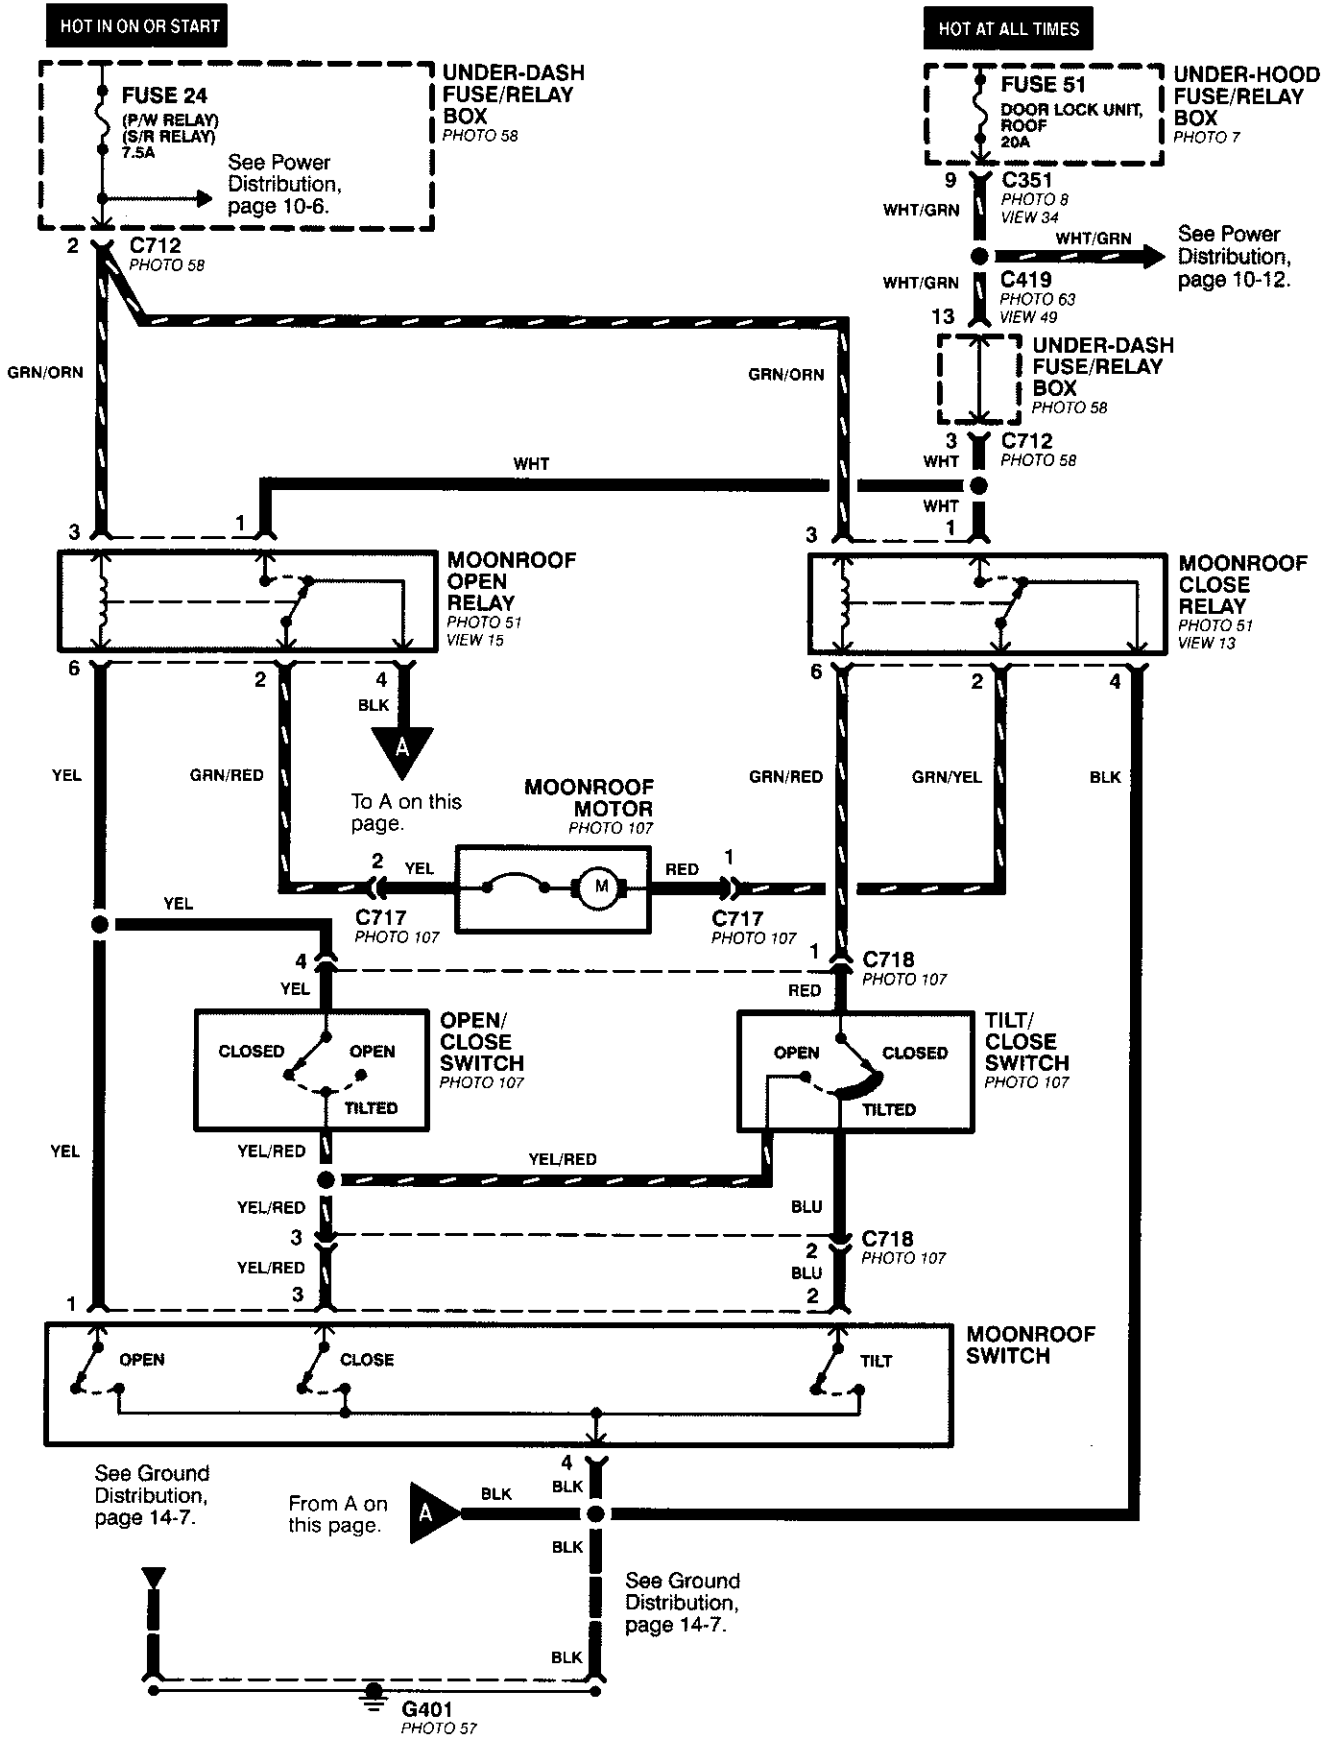 HOT IN ON OR START
HOT AT ALL TIMES
FUSE 24
(P/W RELAY)
(S/R RELAY)
7.5A
See Power
Distribution,
page 10-6.
UNDER-DASH
FUSE/RELAY
BOX
PHOTO 58
FUSE 51
DOOR LOCK UNIT,
ROOF
20A
UNDER-HOOD
FUSE/RELAY
BOX
PHOTO 7
9
C351
PHOTO 8
VIEW 34
WHT/GRN
WHT/GRN
See Power
Distribution,
page 10-12.
2
C712
PHOTO 58
WHT/GRN
C419
PHOTO 63
VIEW 49
13
UNDER-DASH
FUSE/RELAY
BOX
PHOTO 58
GRN/ORN
GRN/ORN
3
C712
PHOTO 58
WHT
WHT
WHT
3
1
3
1
MOONROOF
OPEN
RELAY
PHOTO 51
VIEW 15
MOONROOF
CLOSE
RELAY
PHOTO 51
VIEW 13
6
2
4
BLK
A
To A on this
page.
6
2
4
YEL
GRN/RED
MOONROOF
MOTOR
PHOTO 107
GRN/RED
GRN/YEL
BLK
2
YEL
M
RED
1
C717
PHOTO 107
C717
PHOTO 107
YEL
4
YEL
1
C718
PHOTO 107
RED
CLOSED
OPEN
TILTED
OPEN/
CLOSE
SWITCH
PHOTO 107
OPEN
CLOSED
TILTED
TILT/
CLOSE
SWITCH
PHOTO 107
YEL
YEL/RED
YEL/RED
YEL/RED
BLU
3
2
C718
PHOTO 107
YEL/RED
BLU
1
3
2
OPEN
CLOSE
TILT
MOONROOF
SWITCH
4
BLK
See Ground
Distribution,
page 14-7.
From A on
this page.
A
BLK
BLK
See Ground
Distribution,
page 14-7.
BLK
G401
PHOTO 57